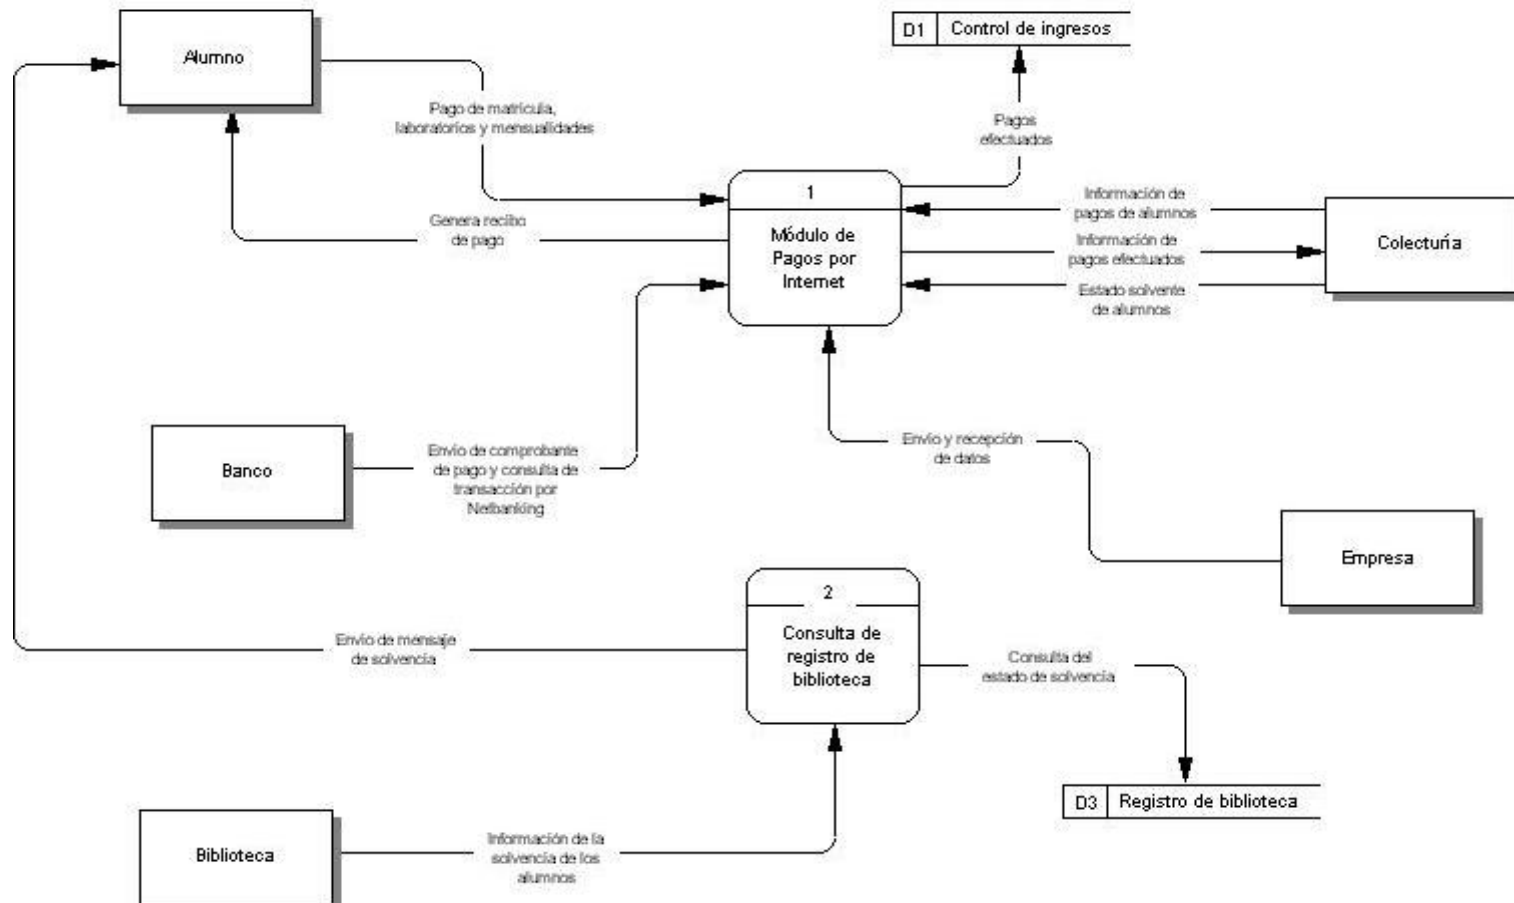 Alumno
D1 Control de ingresos
Pago de matrícula,
laboratorios y mensualidades
Pagos
efectuados
1
Módulo de
Pagos por
Internet
Genera recibo
de pago
Información de
pagos de alumnos
Información de
pagos efectuados
Estado solvente
de alumnos
Colecturía
Banco
Envío de comprobante
de pago y consulta de
transacción por
Netbanking
Envío y recepción
de datos
Empresa
2
Consulta de
registro de
biblioteca
Envío de mensaje
de solvencia
Consulta del
estado de solvencia
D3 Registro de biblioteca
Biblioteca
Información de la
solvencia de los
alumnos